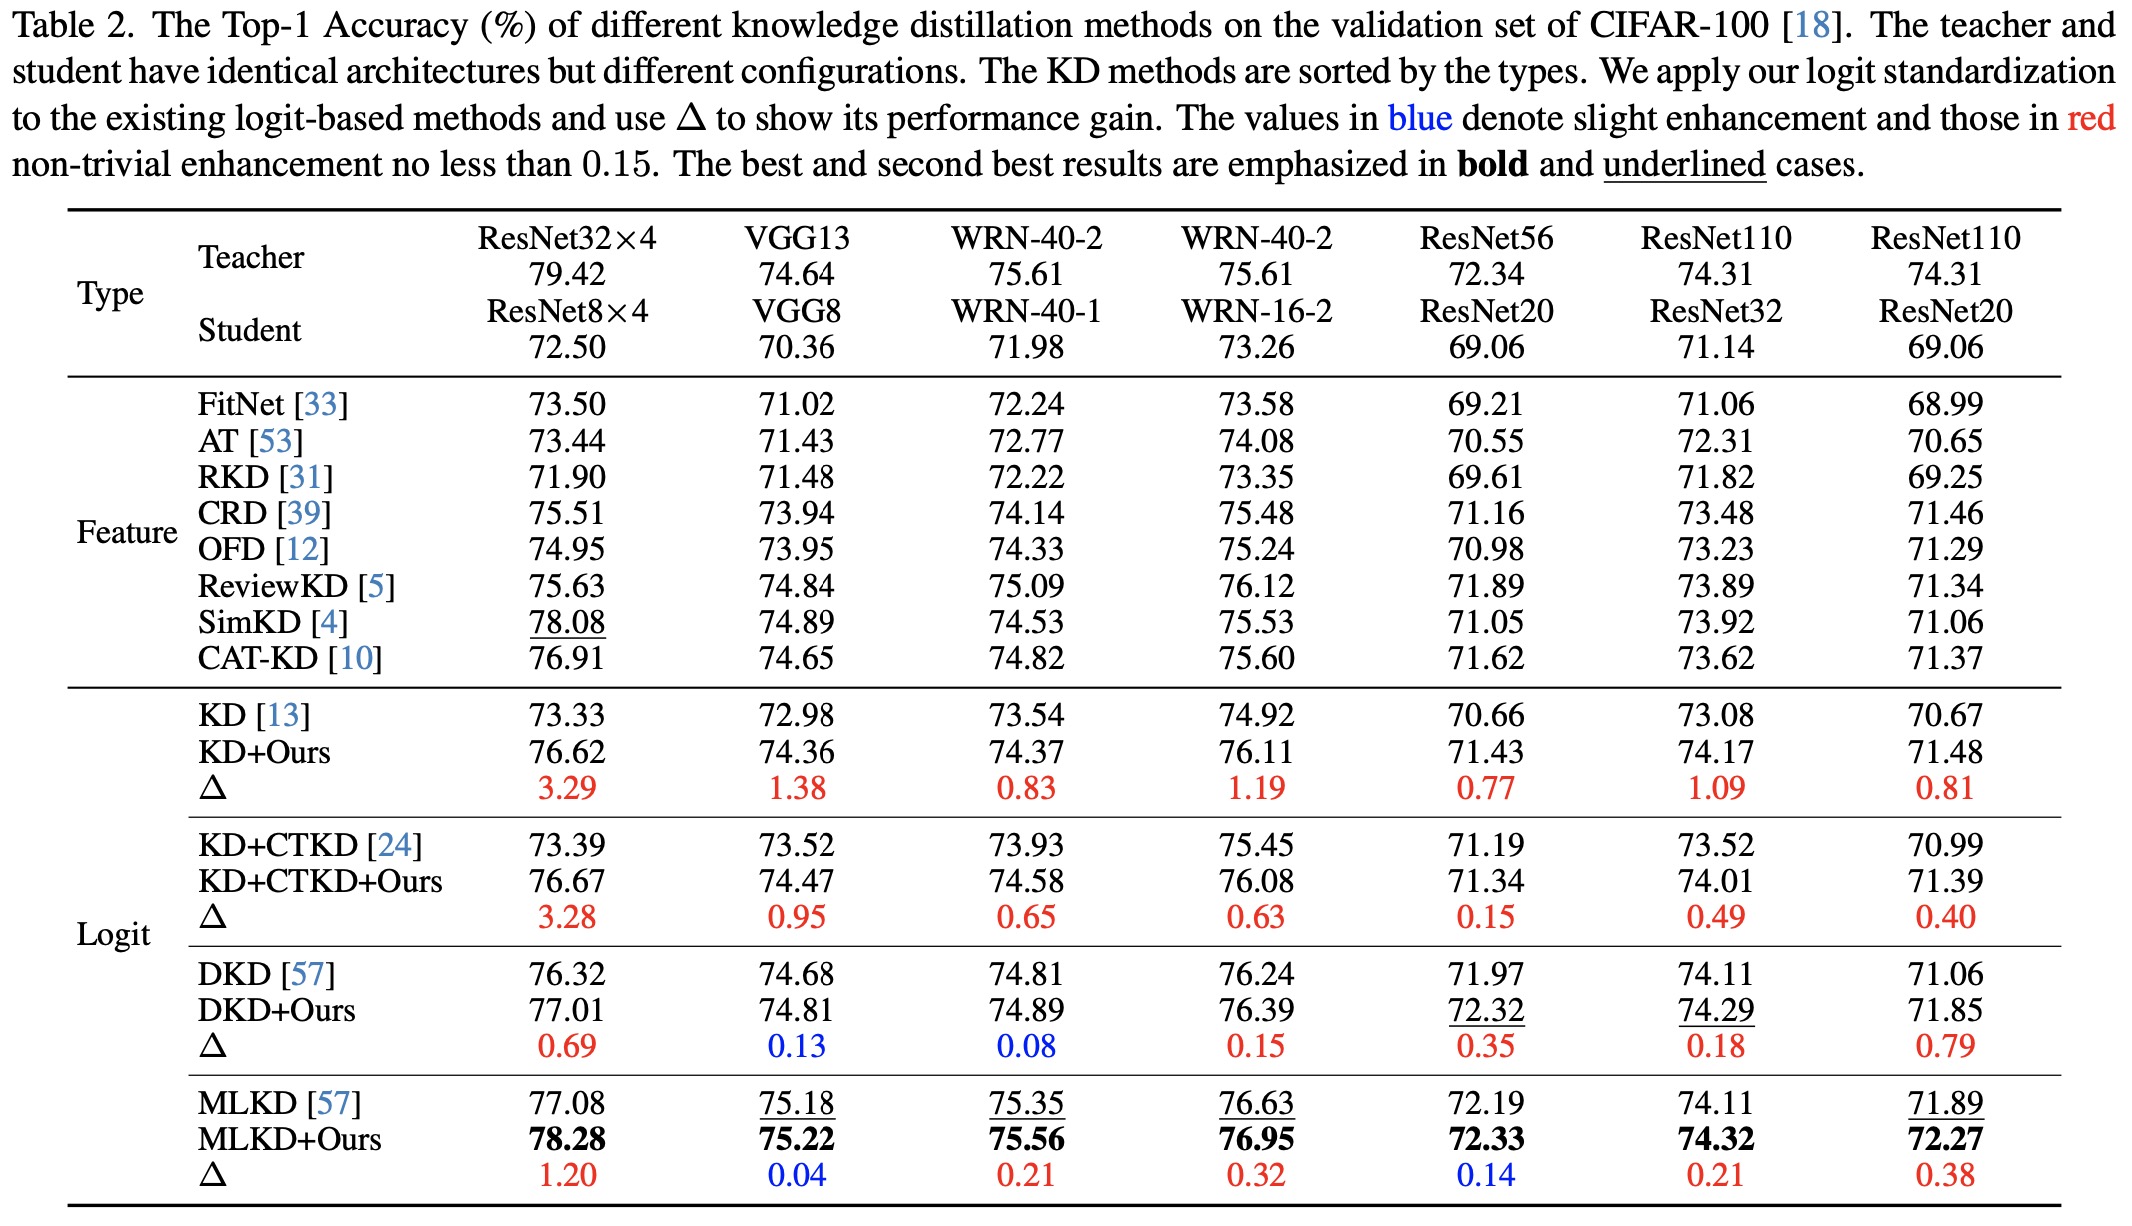 Table 2. The Top-1 Accuracy (%) of different knowledge distillation methods on the validation set of CIFAR-100 [18]. The teacher and
student have identical architectures but different configurations. The KD methods are sorted by the types. We apply our logit standardization
to the existing logit-based methods and use Δ to show its performance gain. The values in blue denote slight enhancement and those in red
non-trivial enhancement no less than 0.15. The best and second best results are emphasized in bold and underlined cases.
Type Teacher ResNet32×4 VGG13 WRN-40-2 WRN-40-2 ResNet56 ResNet110 ResNet110
79.42 74.64 75.61 75.61 72.34 74.31 74.31
Student ResNet8×4 VGG8 WRN-40-1 WRN-16-2 ResNet20 ResNet32 ResNet20
72.50 70.36 71.98 73.26 69.06 71.14 69.06
Feature
FitNet [33] 73.50 71.02 72.24 73.58 69.21 71.06 68.99
AT [53] 73.44 71.43 72.77 74.08 70.55 72.31 70.65
RKD [31] 71.90 71.48 72.22 73.35 69.61 71.82 69.25
CRD [39] 75.51 73.94 74.14 75.48 71.16 73.48 71.46
OFD [12] 74.95 73.95 74.33 75.24 70.98 73.23 71.29
ReviewKD [5] 75.63 74.84 75.09 76.12 71.89 73.89 71.34
SimKD [4] 78.08 74.89 74.53 75.53 71.05 73.92 71.06
CAT-KD [10] 76.91 74.65 74.82 75.60 71.62 73.62 71.37
Logit
KD [13] 73.33 72.98 73.54 74.92 70.66 73.08 70.67
KD+Ours 76.62 74.36 74.37 76.11 71.43 74.17 71.48
Δ 3.29 1.38 0.83 1.19 0.77 1.09 0.81
KD+CTKD [24] 73.39 73.52 73.93 75.45 71.19 73.52 70.99
KD+CTKD+Ours 76.67 74.47 74.58 76.08 71.34 74.01 71.39
Δ 3.28 0.95 0.65 0.63 0.15 0.49 0.40
DKD [57] 76.32 74.68 74.81 76.24 71.97 74.11 71.06
DKD+Ours 77.01 74.81 74.89 76.39 72.32 74.29 71.85
Δ 0.69 0.13 0.08 0.15 0.35 0.18 0.79
MLKD [57] 77.08 75.18 75.35 76.63 72.19 74.11 71.89
MLKD+Ours 78.28 75.22 75.56 76.95 72.33 74.32 72.27
Δ 1.20 0.04 0.21 0.32 0.14 0.21 0.38